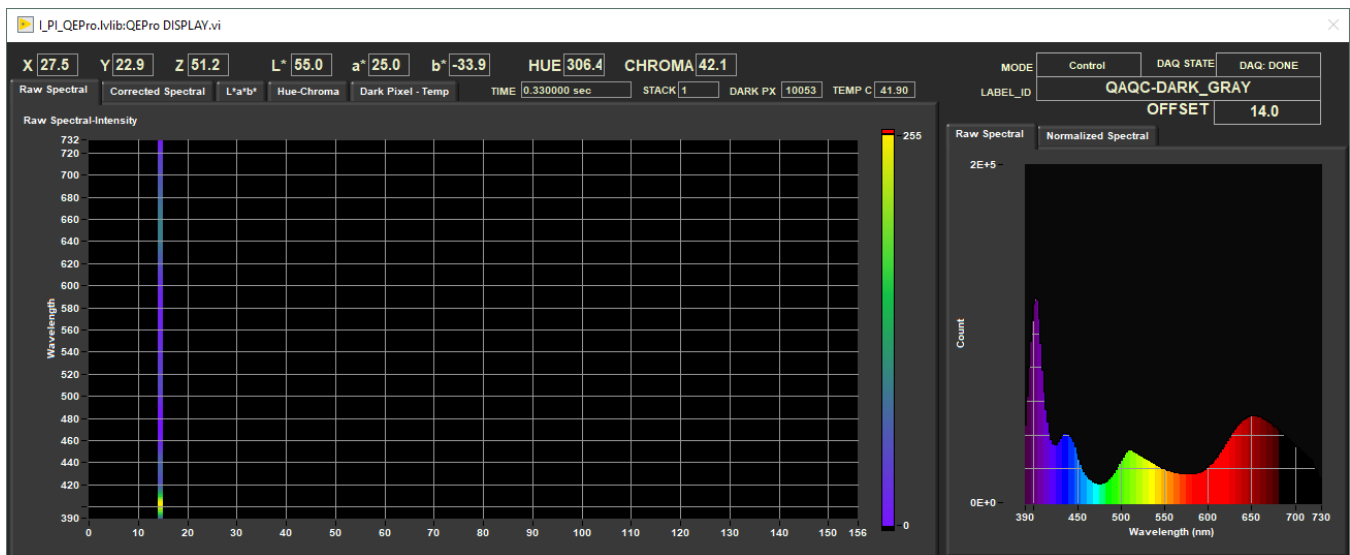 I_PI_QEPro.lvlib:QEPro DISPLAY.vi
X 27.5 Y 22.9 Z 51.2 L* 55.0 a* 25.0 b* -33.9 HUE 306.4 CHROMA 42.1
MODE Control DAQ STATE DAQ: DONE
Raw Spectral Corrected Spectral L*a*b* Hue-Chroma Dark Pixel - Temp TIME 0.330000 sec STACK 1 DARK PX 10053 TEMP C 41.90
LABEL_ID QAQC-DARK_GRAY
OFFSET 14.0
Raw Spectral-Intensity
Raw Spectral Normalized Spectral
732
720
700
680
660
640
620
600
580
560
540
520
500
480
460
440
420
390
Wavelength
0 10 20 30 40 50 60 70 80 90 100 110 120 130 140 150 156
255
0
2E+5
0E+0
Count
390 450 500 550 600 650 700 730
Wavelength (nm)